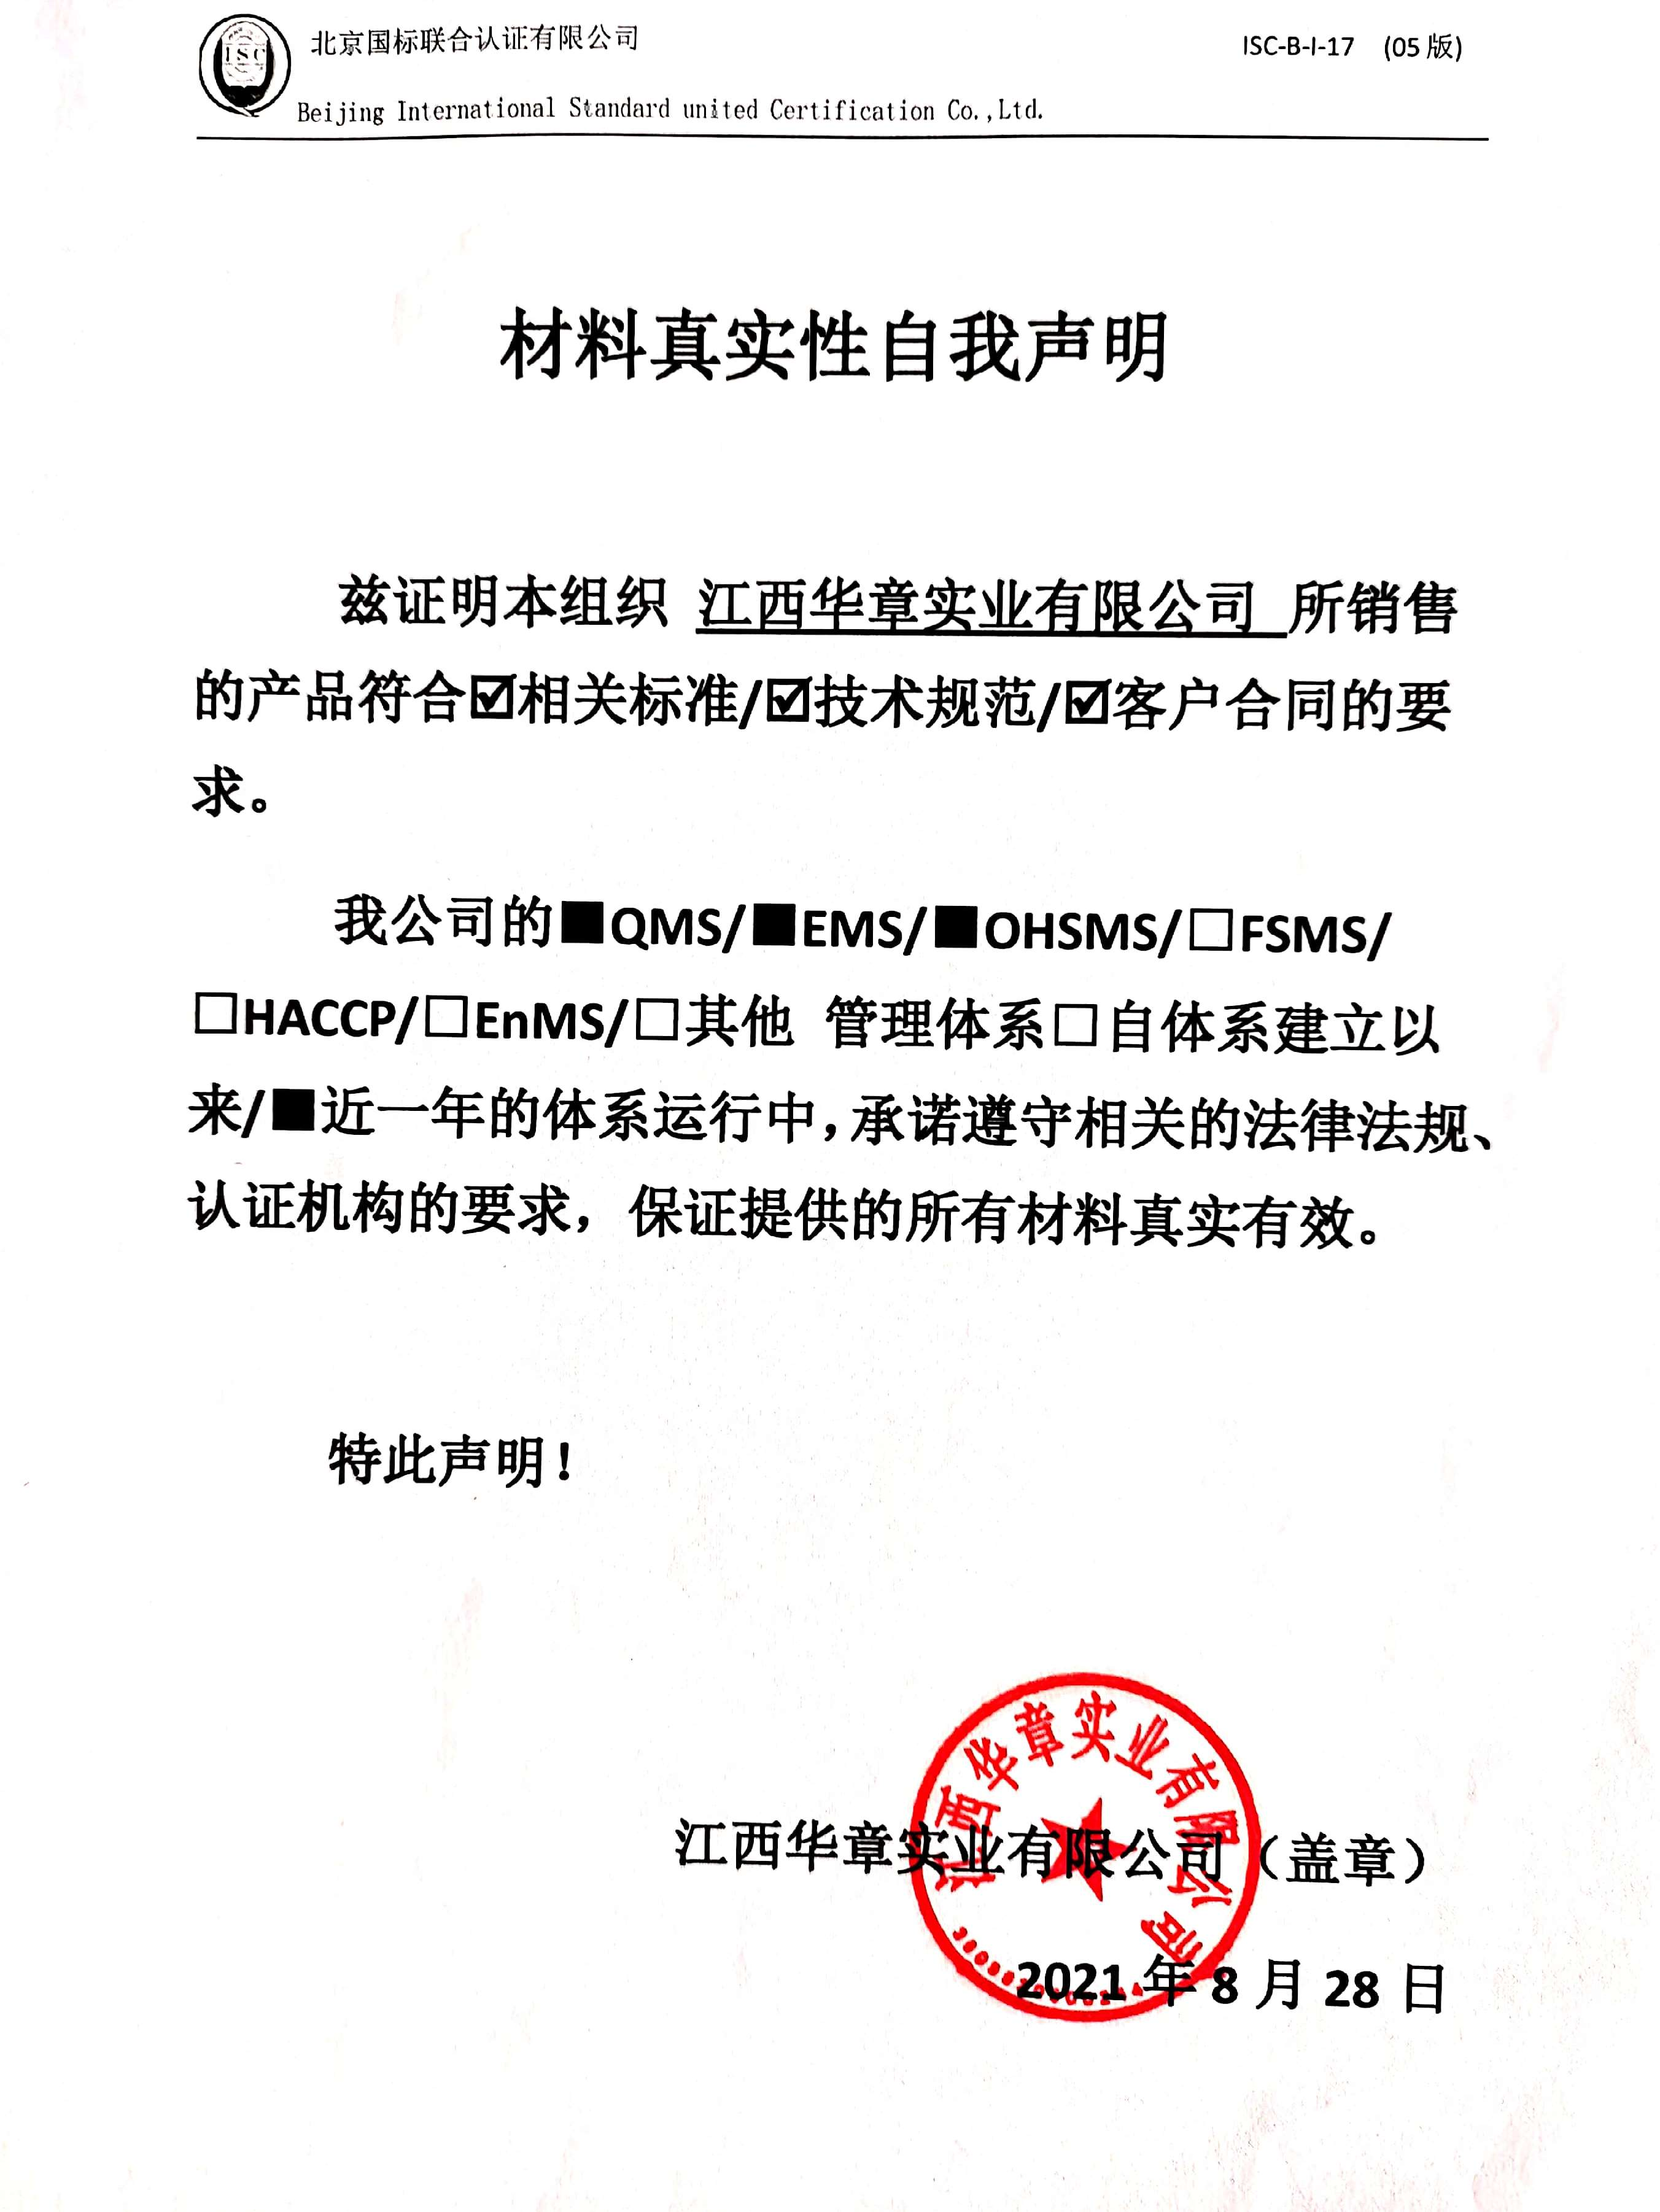 ISC
北京国标联合认证有限公司
ISC-B-I-17 (05版)
Beijing International Standard united Certification Co.,Ltd.
材料真实性自我声明
兹证明本组织 江西华章实业有限公司 所销售
的产品符合☑相关标准/☑技术规范/☑客户合同的要
求。
我公司的■QMS/■EMS/■OHSMS/□FSMS/
□HACCP/□EnMS/□其他 管理体系□自体系建立以
来/■近一年的体系运行中，承诺遵守相关的法律法规、
认证机构的要求，保证提供的所有材料真实有效。
特此声明！
江西华章实业有限公司
江西华章实业有限公司（盖章）
2021年8月28日